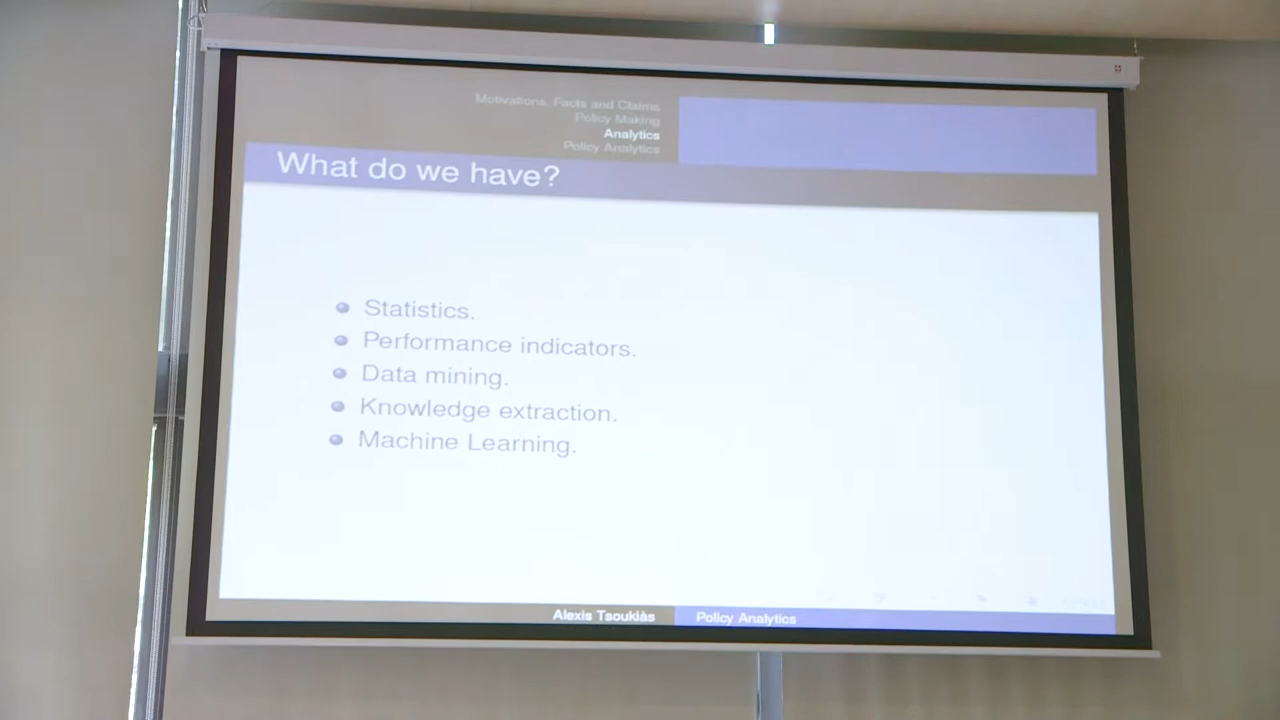 Motivations, Facts and Claims
Policy Making
Analytics
Policy Analytics
What do we have?
Statistics.
Performance indicators.
Data mining.
Knowledge extraction.
Machine Learning.
Alexis Tsoukiàs
Policy Analytics